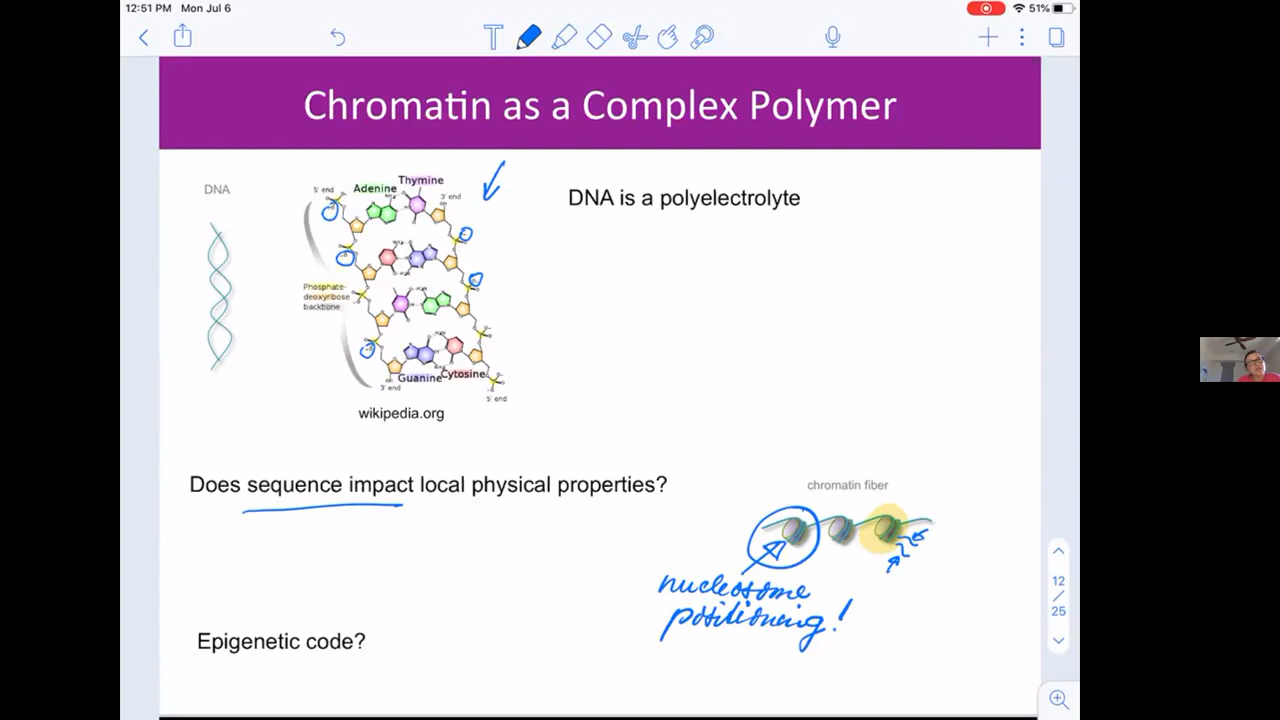 12:51 PM Mon Jul 6
51%
Chromatin as a Complex Polymer
DNA
5' end
Adenine
Thymine
3' end
DNA is a polyelectrolyte
Phosphate-
deoxyribose
backbone
3' end
Guanine
Cytosine
5' end
wikipedia.org
Does sequence impact local physical properties?
chromatin fiber
nucleosome
positioning!
Epigenetic code?
12
/
25